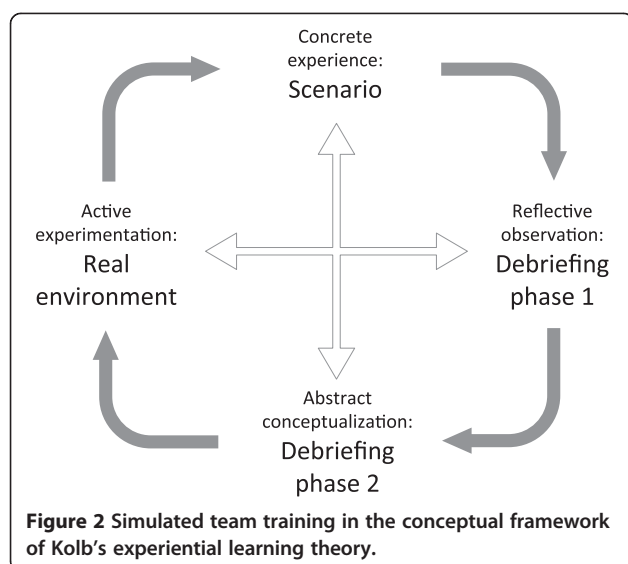 Concrete
experience:
Scenario
Active
experimentation:
Real
environment
Reflective
observation:
Debriefing
phase 1
Abstract
conceptualization:
Debriefing
phase 2
Figure 2 Simulated team training in the conceptual framework
of Kolb's experiential learning theory.